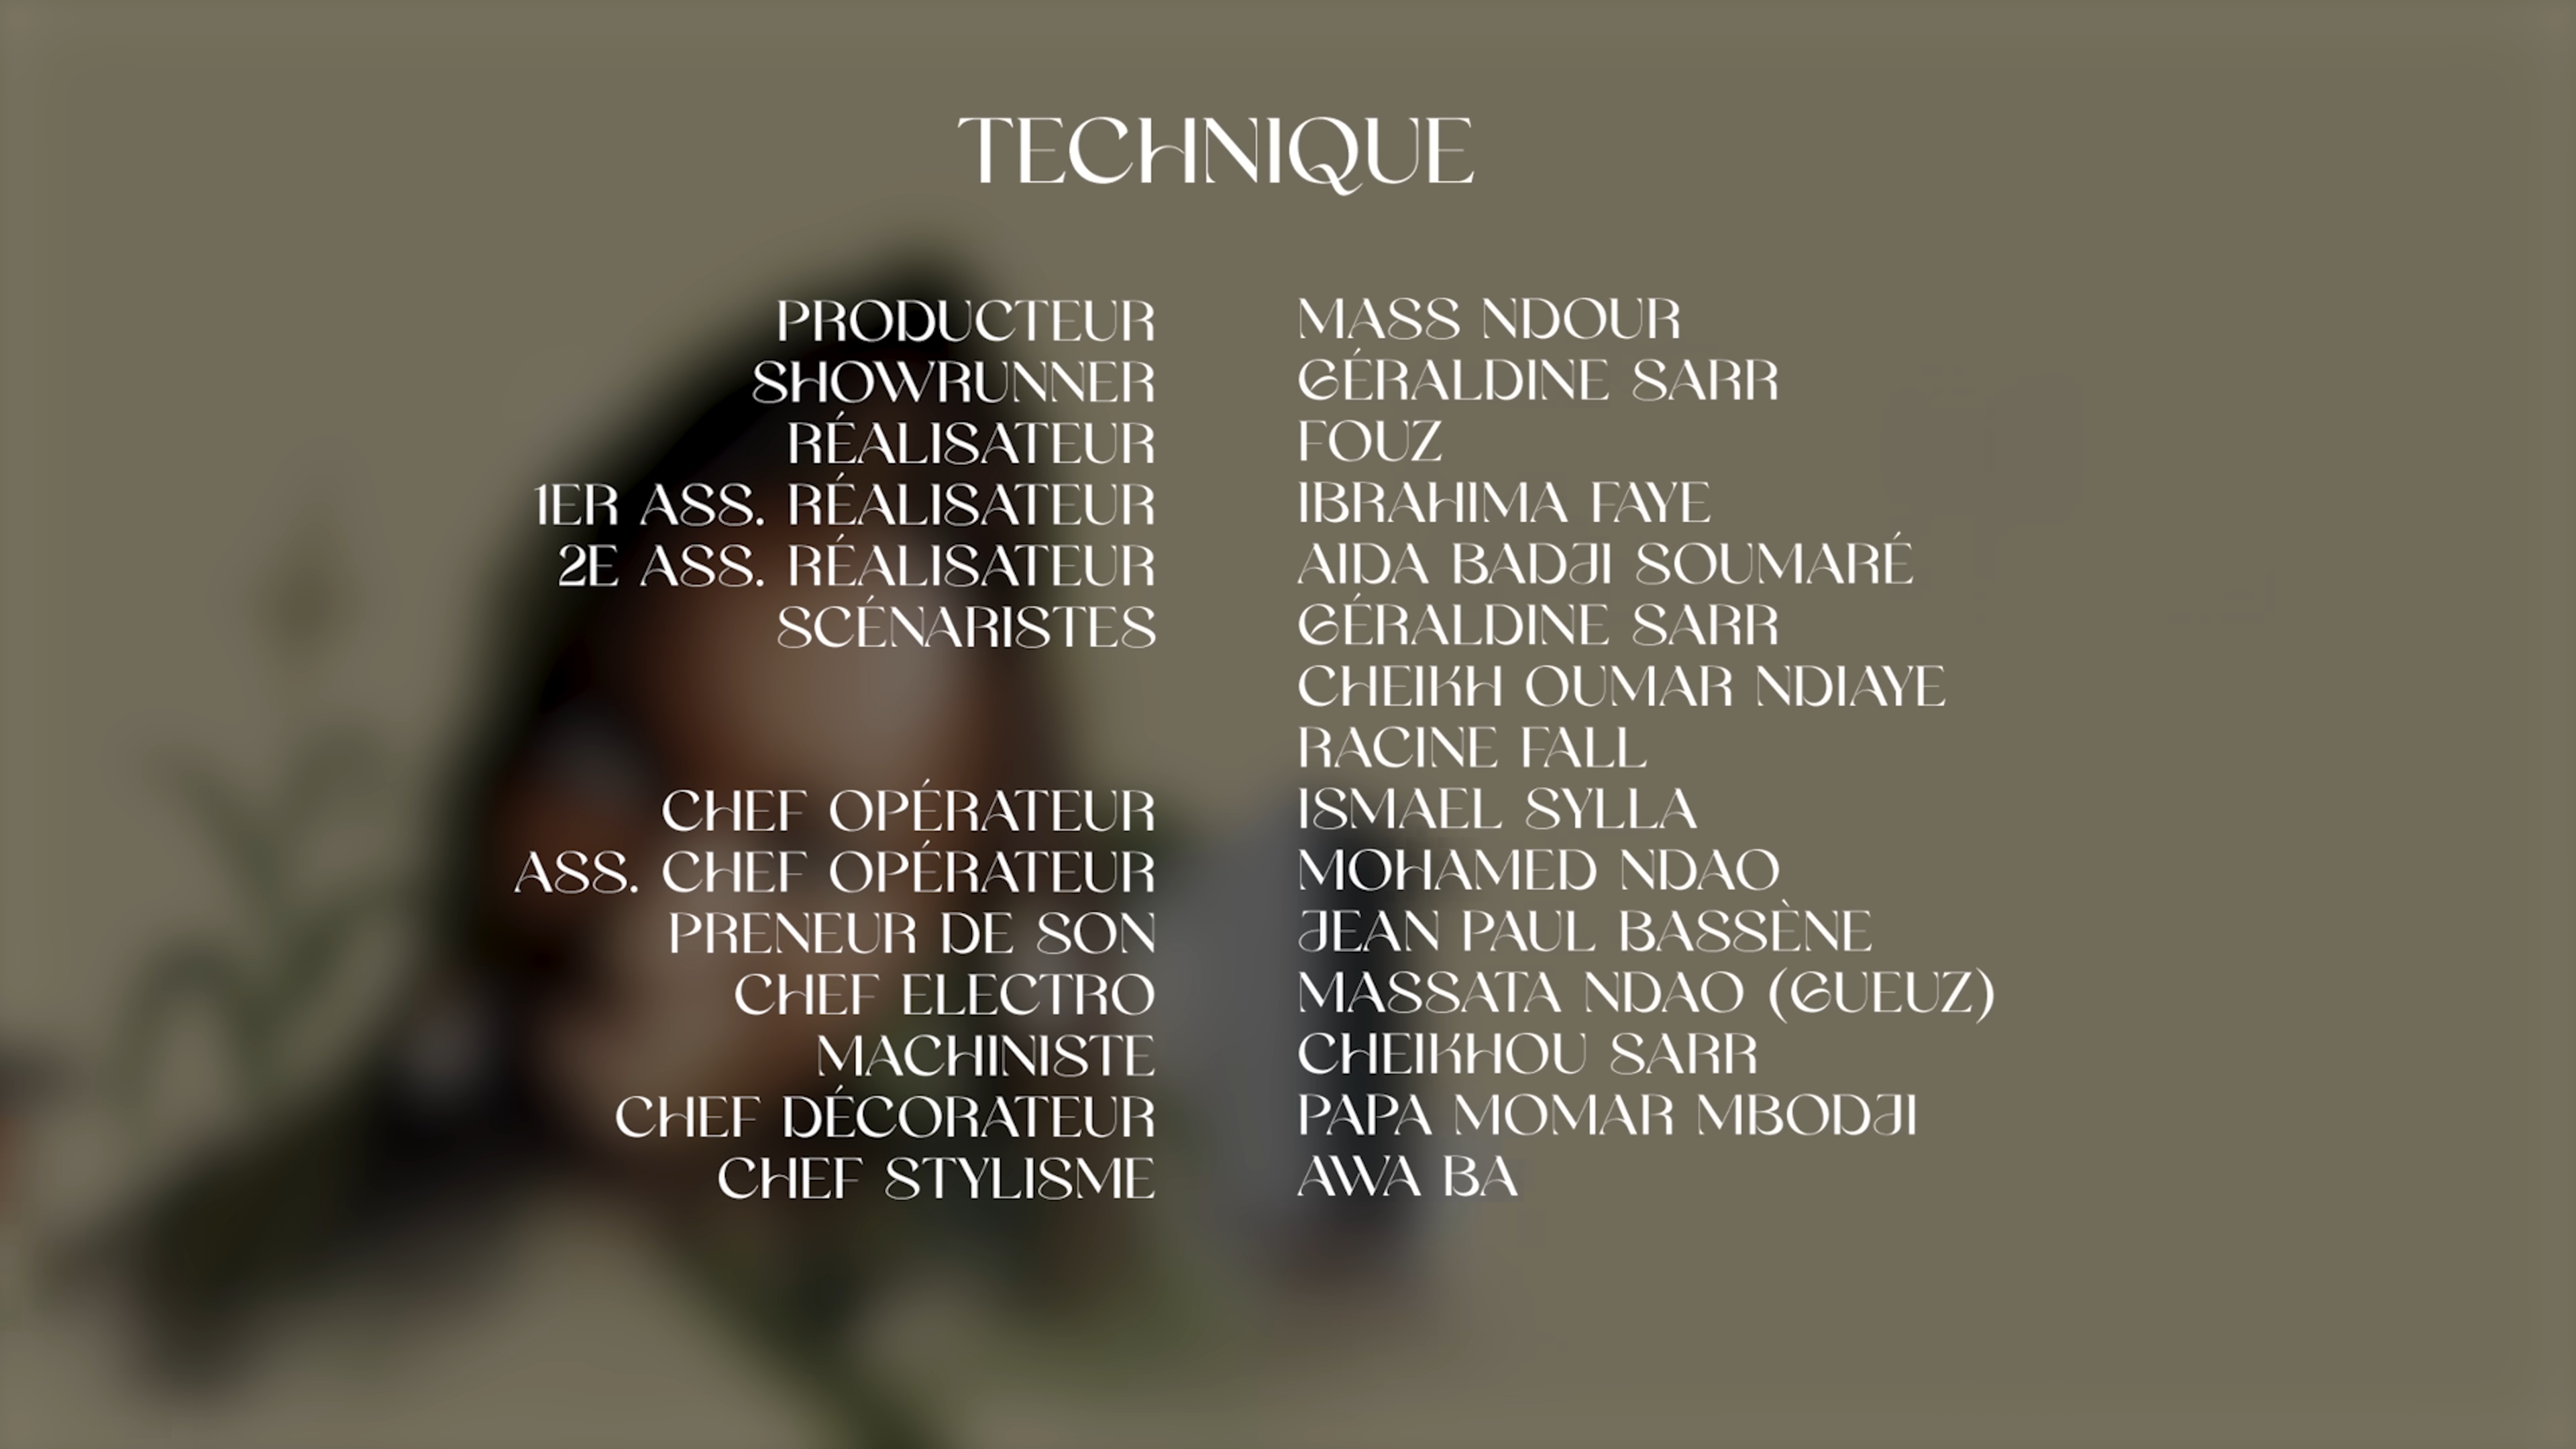 TECHNIQUE
PRODUCTEUR MASS NDOUR
SHOWRUNNER GÉRALDINE SARR
RÉALISATEUR FOUZ
1ER ASS. RÉALISATEUR IBRAHIMA FAYE
2E ASS. RÉALISATEUR AIDA BADJI SOUMARÉ
SCÉNARISTES GÉRALDINE SARR
CHEIKH OUMAR NDIAYE
RACINE FALL
CHEF OPÉRATEUR ISMAEL SYLLA
ASS. CHEF OPÉRATEUR MOHAMED NDAO
PRENEUR DE SON JEAN PAUL BASSÈNE
CHEF ELECTRO MASSATA NDAO (GUEUZ)
MACHINISTE CHEIKHOU SARR
CHEF DÉCORATEUR PAPA MOMAR MBODJI
CHEF STYLISME AWA BA